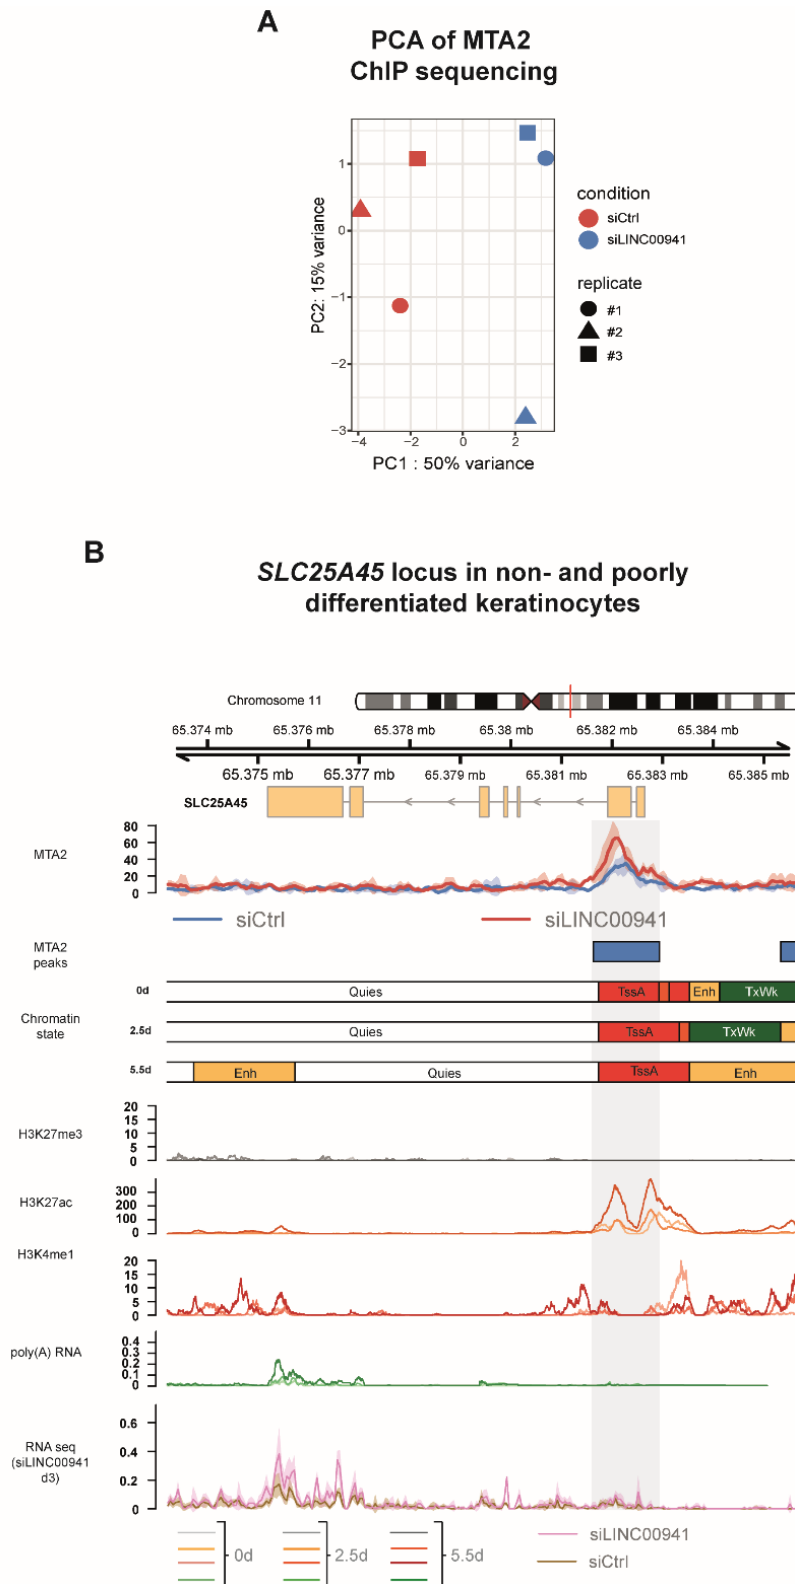 A
PCA of MTA2
ChIP sequencing
1
0
−1
−2
−3
−4
−2
0
2
PC2: 15% variance
PC1 : 50% variance
condition
siCtrl
siLINC00941
replicate
#1
#2
#3
B
SLC25A45 locus in non- and poorly
differentiated keratinocytes
Chromosome 11
65.374 mb 65.376 mb 65.378 mb 65.38 mb 65.382 mb 65.384 mb
65.375 mb 65.377 mb 65.379 mb 65.381 mb 65.383 mb 65.385 mb
SLC25A45
MTA2
80
60
40
20
0
siCtrl siLINC00941
MTA2
peaks
Chromatin
state
0d Quies TssA Enh TxWk
2.5d Quies TssA TxWk
5.5d Enh Quies TssA Enh
H3K27me3
20
15
10
5
0
H3K27ac
300
200
100
0
H3K4me1
20
15
10
5
0
poly(A) RNA
0.4
0.3
0.2
0.1
0
RNA seq
(siLINC00941
d3)
0.6
0.4
0.2
0
0d 2.5d 5.5d
siLINC00941
siCtrl